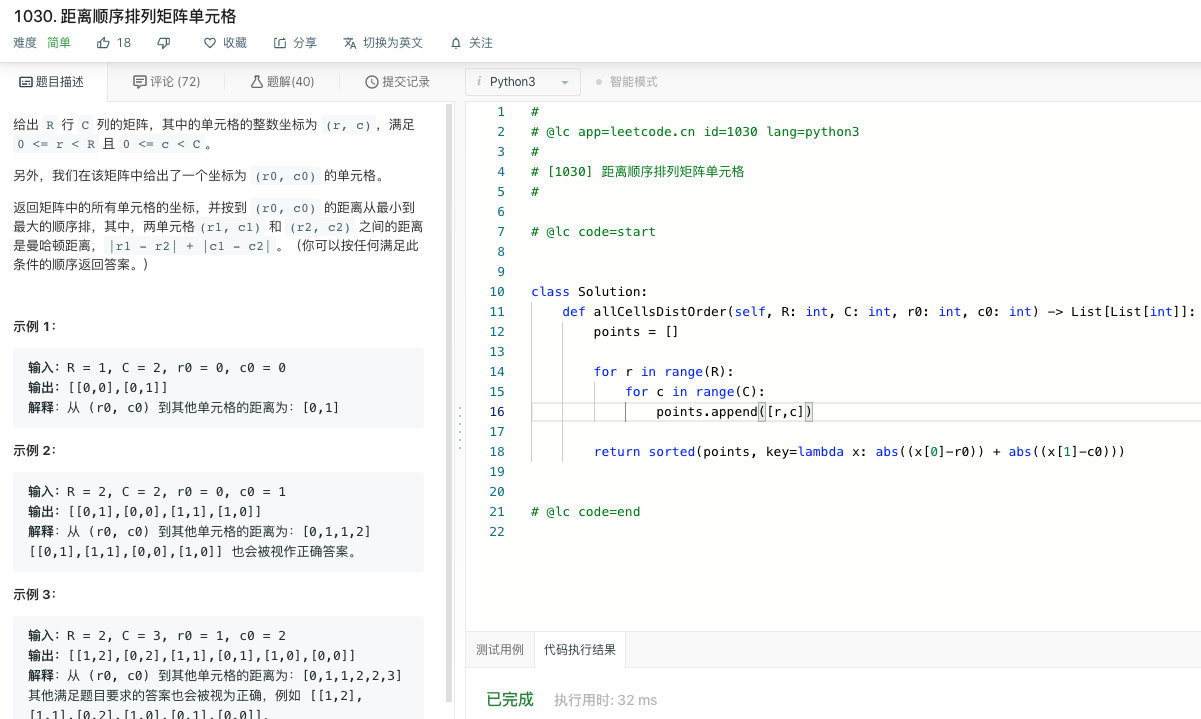 1030. 距离顺序排列矩阵单元格
难度 简单 18 收藏 分享 切换为英文 关注
题目描述 评论 (72) 题解(40) 提交记录
给出 R 行 C 列的矩阵，其中的单元格的整数坐标为 (r, c)，满足
0 <= r < R 且 0 <= c < C 。
另外，我们在该矩阵中给出了一个坐标为 (r0, c0) 的单元格。
返回矩阵中的所有单元格的坐标，并按到 (r0, c0) 的距离从最小到
最大的顺序排，其中，两单元格 (r1, c1) 和 (r2, c2) 之间的距离
是曼哈顿距离，|r1 - r2| + |c1 - c2| 。（你可以按任何满足此
条件的顺序返回答案。）
示例 1：
输入：R = 1, C = 2, r0 = 0, c0 = 0
输出：[[0,0],[0,1]]
解释：从 (r0, c0) 到其他单元格的距离为：[0,1]
示例 2：
输入：R = 2, C = 2, r0 = 0, c0 = 1
输出：[[0,1],[0,0],[1,1],[1,0]]
解释：从 (r0, c0) 到其他单元格的距离为：[0,1,1,2]
[[0,1],[1,1],[0,0],[1,0]] 也会被视作正确答案。
示例 3：
输入：R = 2, C = 3, r0 = 1, c0 = 2
输出：[[1,2],[0,2],[1,1],[0,1],[1,0],[0,0]]
解释：从 (r0, c0) 到其他单元格的距离为：[0,1,1,2,2,3]
其他满足题目要求的答案也会被视为正确，例如 [[1,2],
[1,1],[0,2],[1,0],[0,1],[0,0]]。
i Python3 智能模式
1 #
2 # @lc app=leetcode.cn id=1030 lang=python3
3 #
4 # [1030] 距离顺序排列矩阵单元格
5 #
6
7 # @lc code=start
8
9
10 class Solution:
11 def allCellsDistOrder(self, R: int, C: int, r0: int, c0: int) -> List[List[int]]:
12 points = []
13
14 for r in range(R):
15 for c in range(C):
16 points.append([r,c])
17
18 return sorted(points, key=lambda x: abs((x[0]-r0)) + abs((x[1]-c0)))
19
20
21 # @lc code=end
22
测试用例 代码执行结果
已完成 执行用时: 32 ms